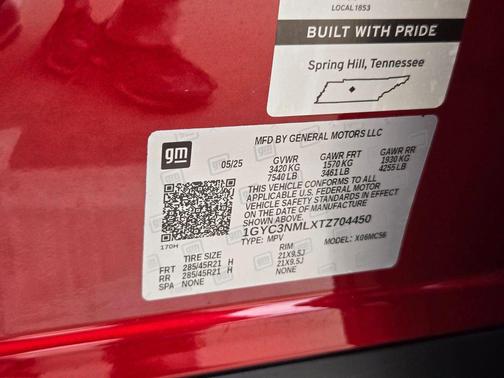 LOCAL 1853
BUILT WITH PRIDE
Spring Hill, Tennessee
gm
MFD BY GENERAL MOTORS LLC
05/25 GVWR GAWR FRT GAWR RR
3420 KG 1570 KG 1930 KG
7540 LB 3461 LB 4255 LB
THIS VEHICLE CONFORMS TO ALL
APPLICABLE U.S. FEDERAL MOTOR
VEHICLE SAFETY STANDARDS IN EFFECT
ON THE DATE OF MANUFACTURE
SHOWN ABOVE.
1GYC3NMLXTZ704450
TYPE: MPV MODEL: X06MC56
170H
TIRE SIZE RIM
FRT 285/45R21 H 21X9.5J
RR 285/45R21 H 21X9.5J
SPA NONE NONE